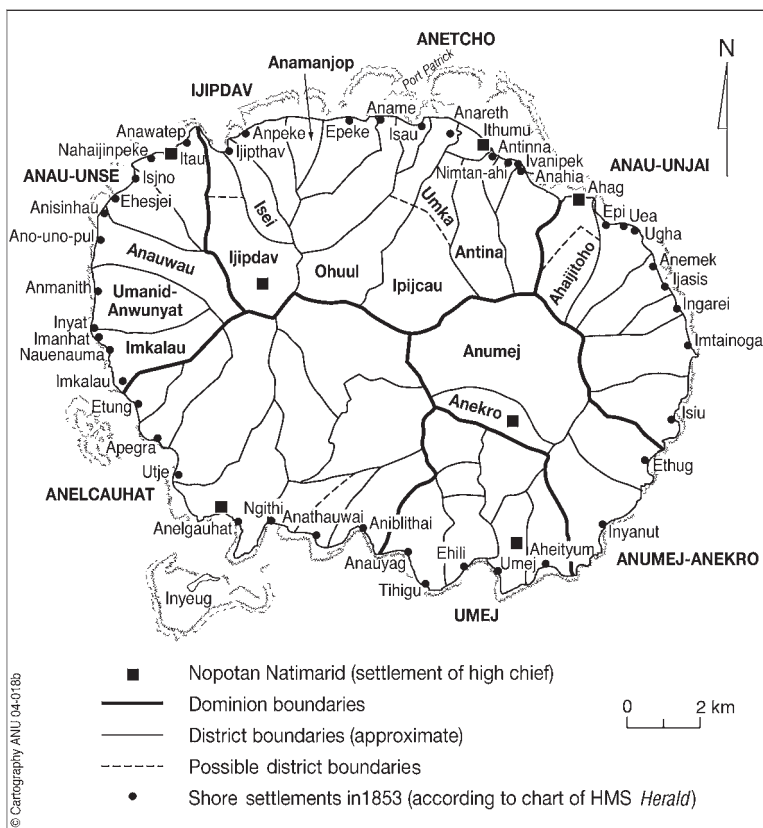 ANETCHO
N
Port Patrick
Anamanjop
IJIPDAV
Aname
Anareth
Anawatep
Anpeke
Epeke
Isau
Ithumu
Nahaijinpeke
Itau
Ijipthav
Antinna
Ivanipek
ANAU-UNJAI
ANAU-UNSE
Isjno
Nimtan-ahi
Anahia
Ahag
Ehesjei
Isei
Umka
Epi
Uea
Anisinhau
Ugha
Ano-uno-pul
Anauwau
Ijipdav
Ohuul
Ipijcau
Antina
Ahaijitoho
Anemek
Ijasis
Anmanith
Umanid-
Anwunyat
Ingarei
Inyat
Imanhat
Nauenauma
Imkalau
Anumej
Imtainoga
Imkalau
Etung
Anekro
Isiu
Apegra
Ethug
Utje
ANELCAUHAT
Ngithi
Anathauwai
Aniblithai
Inyanut
Anelgauhat
Anauyag
Ehili
Umej
Aheityum
ANUMEJ-ANEKRO
Tihigu
Inyeug
UMEJ
Nopotan Natimarid (settlement of high chief)
Dominion boundaries
0 2 km
District boundaries (approximate)
Possible district boundaries
Shore settlements in1853 (according to chart of HMS Herald)
© Cartography ANU 04-018b